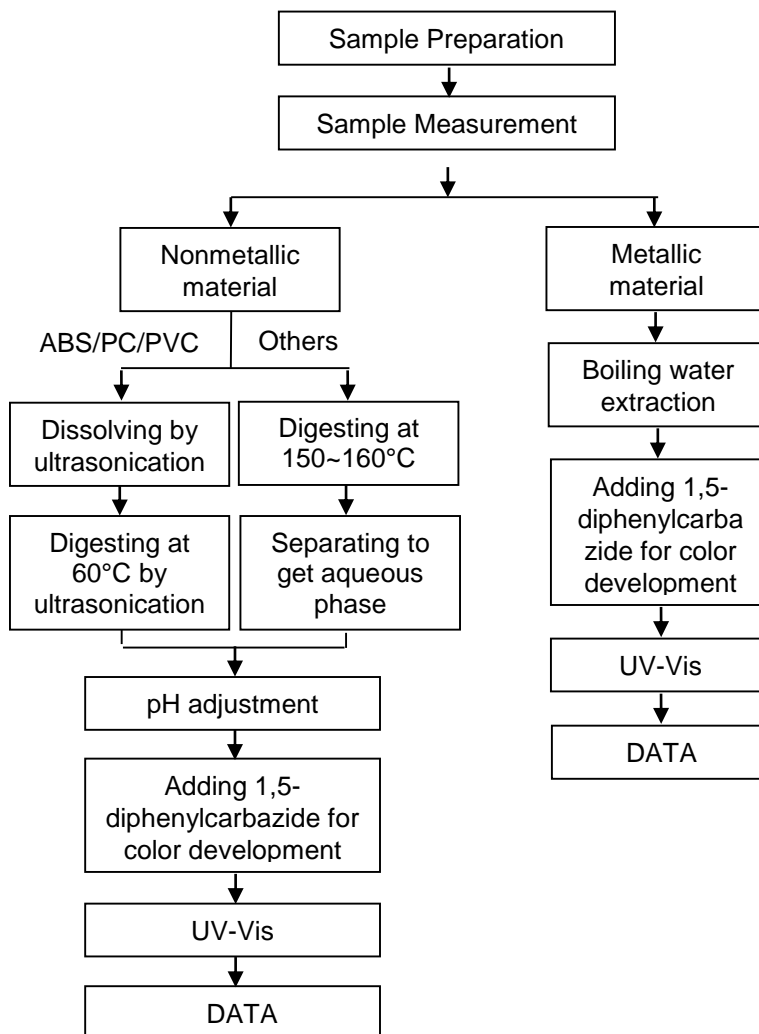 Sample Preparation
Sample Measurement
Nonmetallic
material
ABS/PC/PVC
Others
Dissolving by
ultrasonication
Digesting at
150~160°C
Digesting at
60°C by
ultrasonication
Separating to
get aqueous
phase
pH adjustment
Adding 1,5-
diphenylcarbazide for
color development
UV-Vis
DATA
Metallic
material
Boiling water
extraction
Adding 1,5-
diphenylcarba
zide for color
development
UV-Vis
DATA